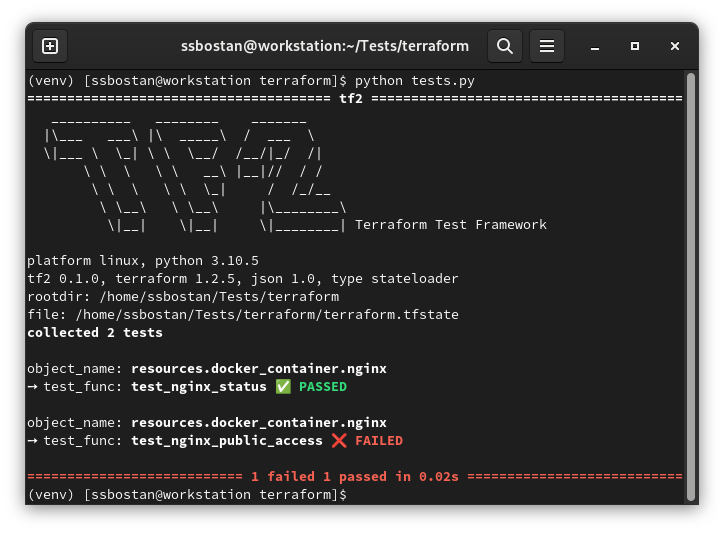 ssbostan@workstation:~/Tests/terraform
(venv) [ssbostan@workstation terraform]$ python tests.py
====================================== tf2 =======================================
   __________   ________    _______
  |\___   ___\ |\  _____\  /  ___  \
  \|___ \  \_| \ \  \__/  /__/|_/  /|
       \ \  \   \ \   __\ |__|//  / /
        \ \  \   \ \  \_|     /  /_/__
         \ \__\   \ \__\     |\________\
          \|__|    \|__|     \|________| Terraform Test Framework
platform linux, python 3.10.5
tf2 0.1.0, terraform 1.2.5, json 1.0, type stateloader
rootdir: /home/ssbostan/Tests/terraform
file: /home/ssbostan/Tests/terraform/terraform.tfstate
collected 2 tests
object_name: resources.docker_container.nginx
→ test_func: test_nginx_status ✅ PASSED
object_name: resources.docker_container.nginx
→ test_func: test_nginx_public_access ❌ FAILED
=========================== 1 failed 1 passed in 0.02s ===========================
(venv) [ssbostan@workstation terraform]$